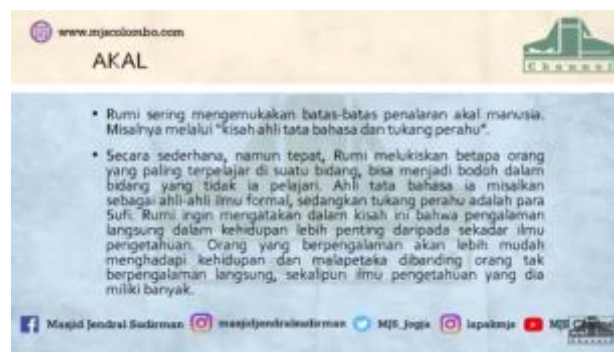 www.mjscolombo.com
AKAL
Channel
• Rumi sering mengemukakan batas-batas penalaran akal manusia.
Misalnya melalui "kisah ahli tata bahasa dan tukang perahu".
• Secara sederhana, namun tepat, Rumi melukiskan betapa orang
yang paling terpelajar di suatu bidang, bisa menjadi bodoh dalam
bidang yang tidak ia pelajari. Ahli tata bahasa ia misalkan
sebagai ahli-ahli ilmu formal, sedangkan tukang perahu adalah para
Sufi. Rumi ingin mengatakan dalam kisah ini bahwa pengalaman
langsung dalam kehidupan lebih penting daripada sekadar ilmu
pengetahuan. Orang yang berpengalaman akan lebih mudah
menghadapi kehidupan dan malapetaka dibanding orang tak
berpengalaman langsung, sekalipun ilmu pengetahuan yang dia
miliki banyak.
Masjid Jendral Sudirman masjidjendralsudirman MJS_Jogja lapakmjs MJS